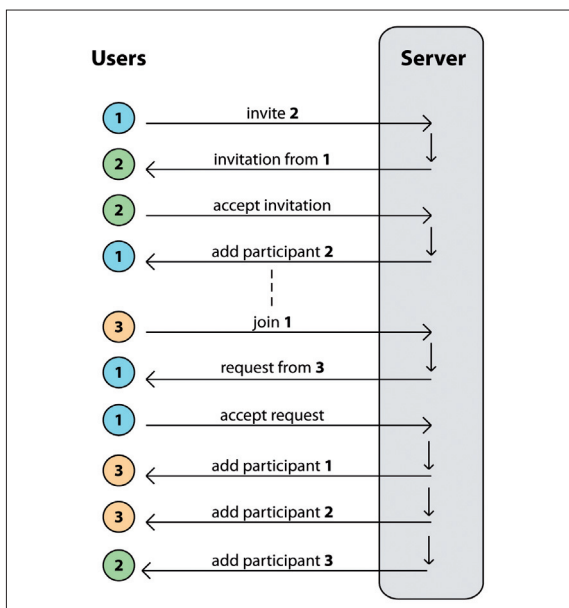 Users Server
1 invite 2
2 invitation from 1
2 accept invitation
1 add participant 2
3 join 1
1 request from 3
1 accept request
3 add participant 1
3 add participant 2
2 add participant 3